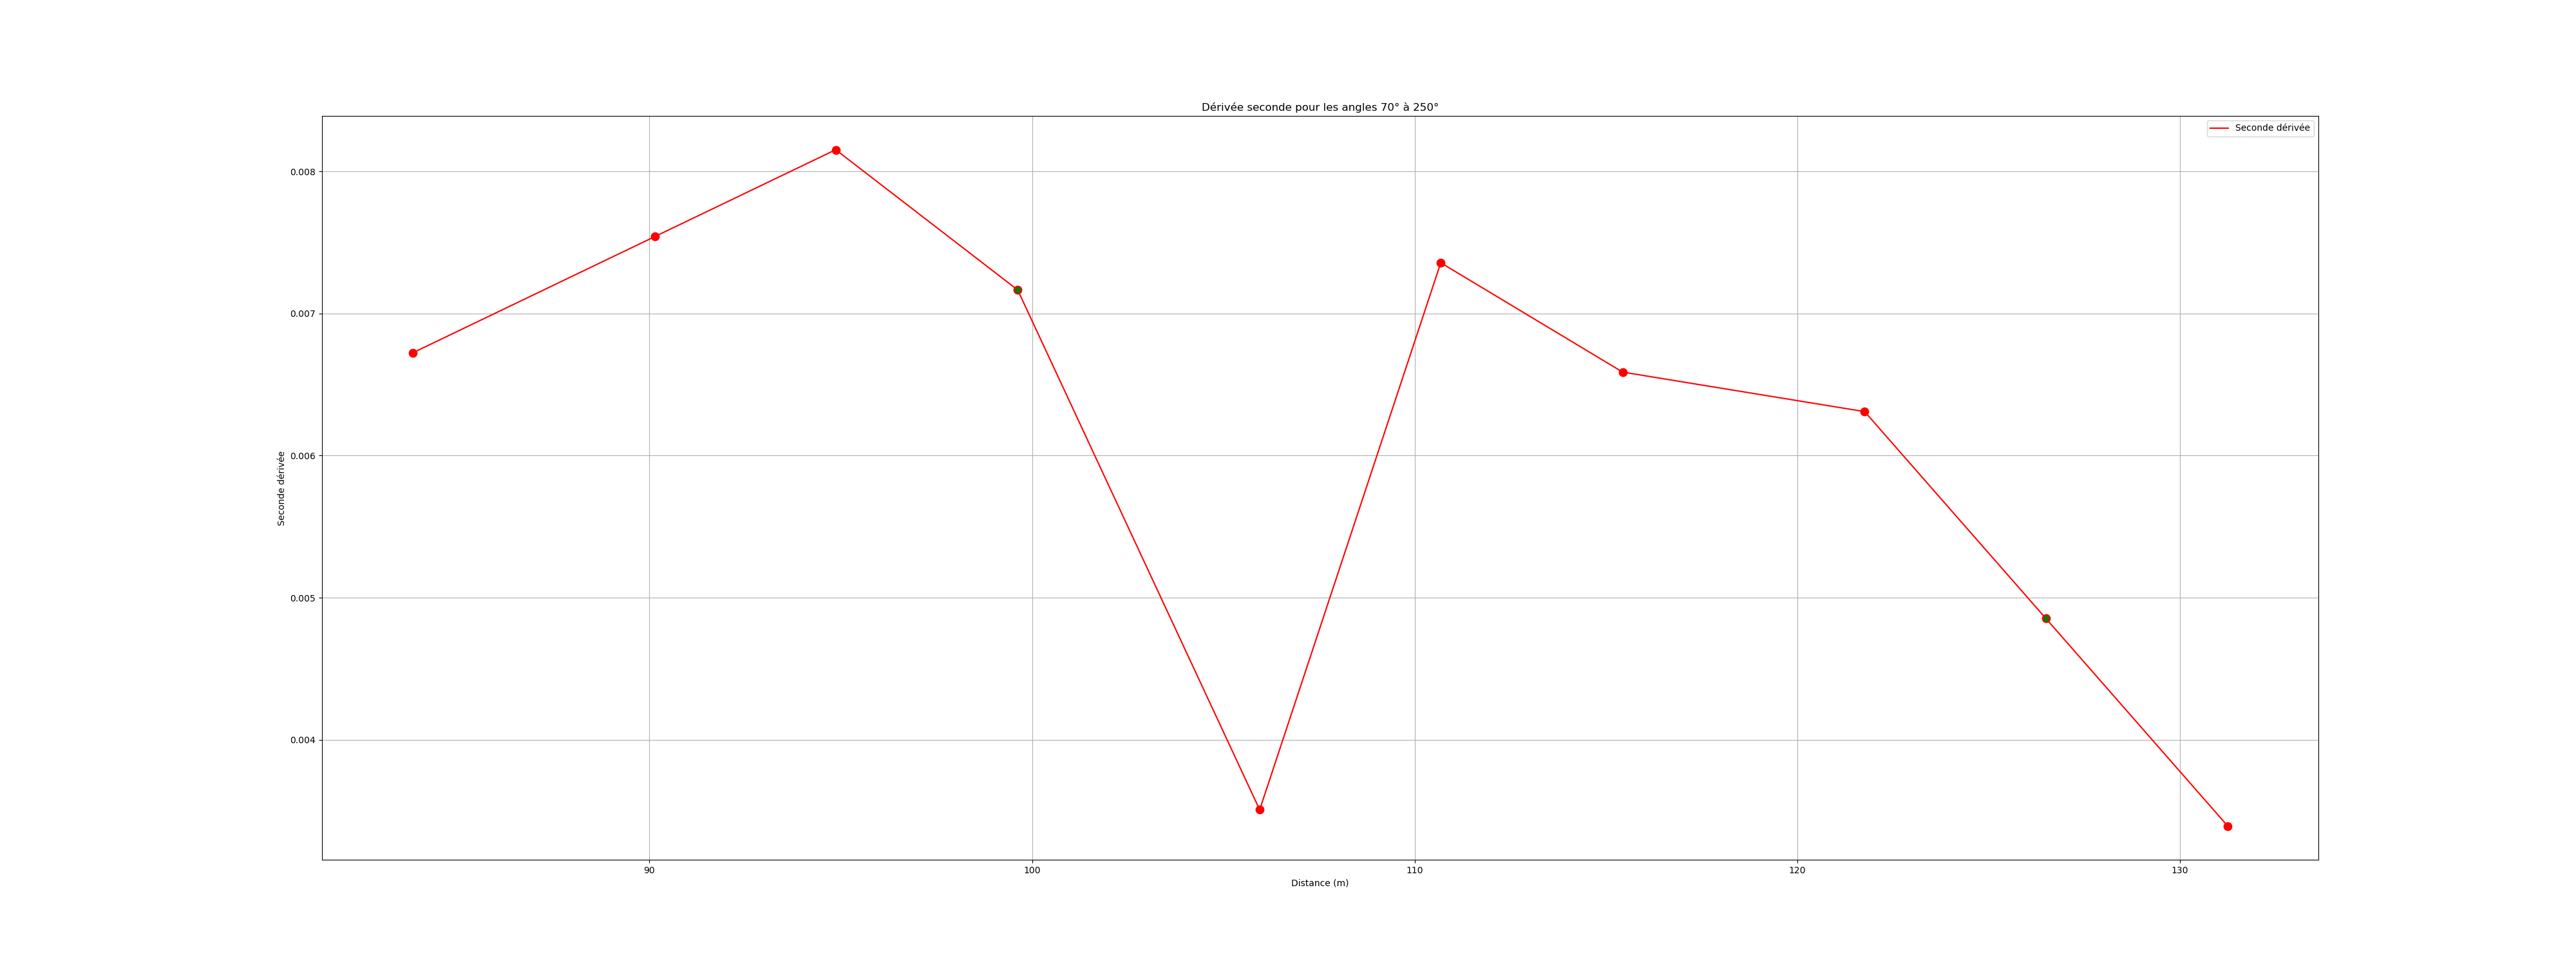 Dérivée seconde pour les angles 70° à 250°
Seconde dérivée
0.008
0.007
0.006
0.005
0.004
Seconde dérivée
90
100
110
120
130
Distance (m)